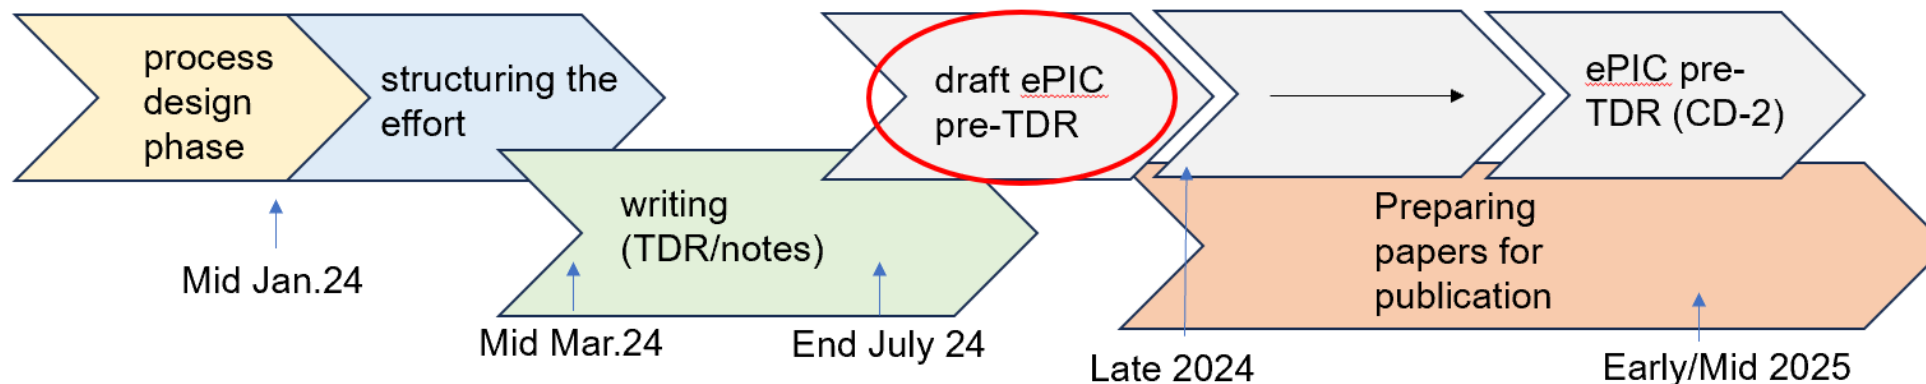 process
design
phase
structuring the
effort
draft ePIC
pre-TDR
ePIC pre-
TDR (CD-2)
writing
(TDR/notes)
Preparing
papers for
publication
Mid Jan.24
Mid Mar.24
End July 24
Late 2024
Early/Mid 2025